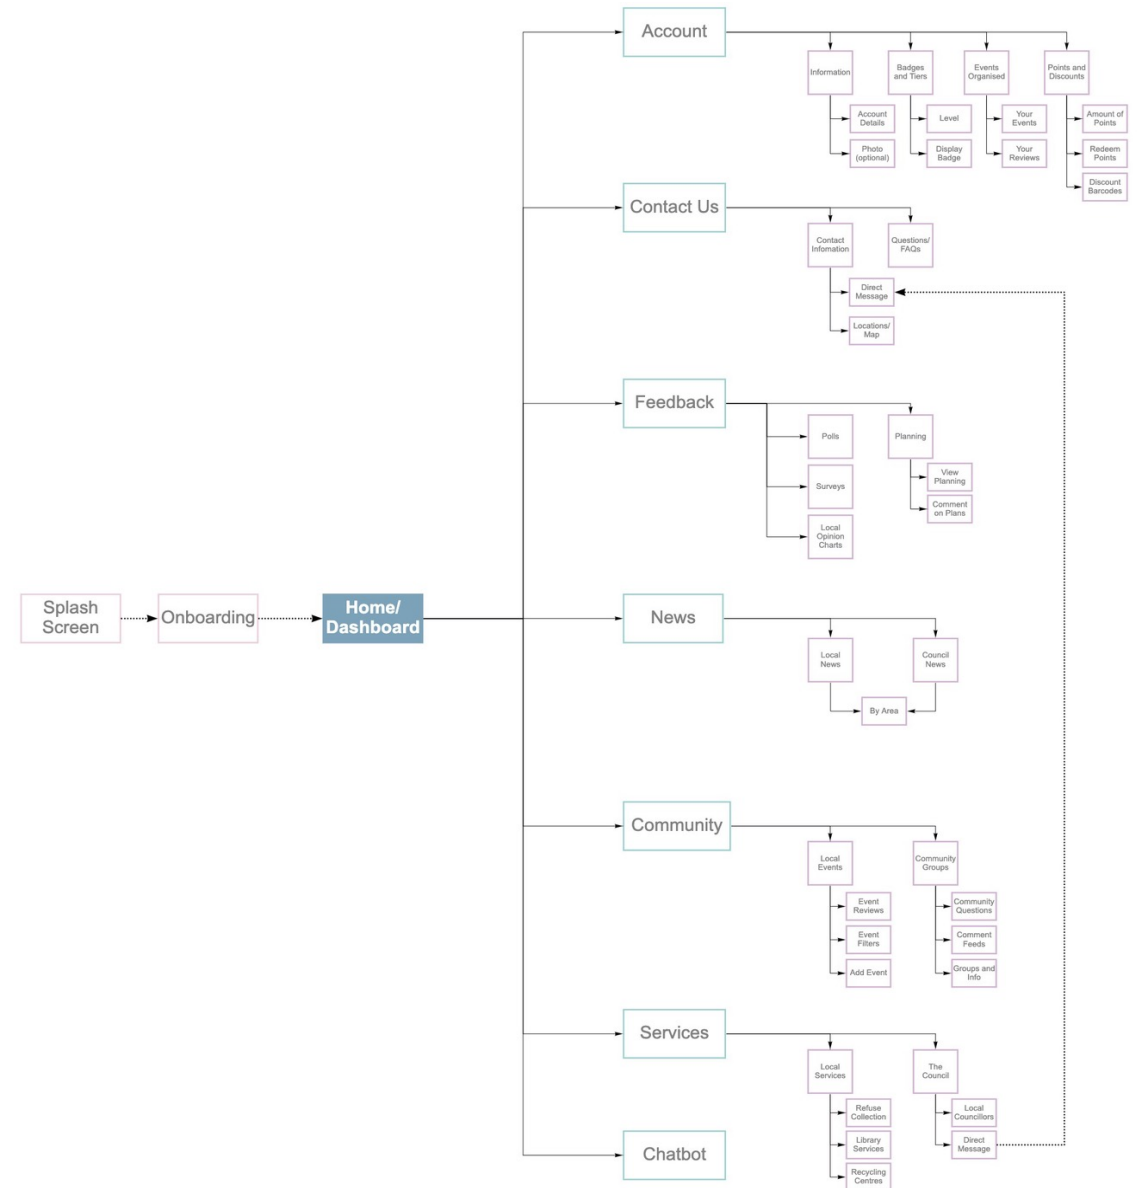 Account
Information
Badges
and Tiers
Events
Organised
Points and
Discounts
Account
Details
Level
Your
Events
Amount of
Points
Photo
(optional)
Display
Badge
Your
Reviews
Redeem
Points
Discount
Barcodes
Contact Us
Contact
Infomation
Questions/
FAQs
Direct
Message
Locations/
Map
Feedback
Polls
Planning
View
Planning
Surveys
Comment
on Plans
Local
Opinion
Charts
Splash
Screen
Onboarding
Home/
Dashboard
News
Local
News
Council
News
By Area
Community
Local
Events
Community
Groups
Event
Reviews
Community
Questions
Event
Filters
Comment
Feeds
Add Event
Groups and
Info
Services
Local
Services
The
Council
Refuse
Collection
Local
Councillors
Library
Services
Direct
Message
Recycling
Centres
Chatbot